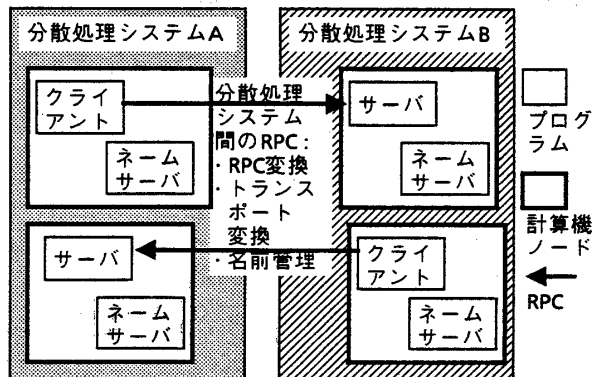 分散処理システムA
分散処理システムB
クライ
アント
ネーム
サーバ
分散処理
システム
間のRPC:
・RPC変換
・トランス
ポート
変換
・名前管理
サーバ
ネーム
サーバ
サーバ
ネーム
サーバ
クライ
アント
ネーム
サーバ
プログ
ラム
計算機
ノード
RPC